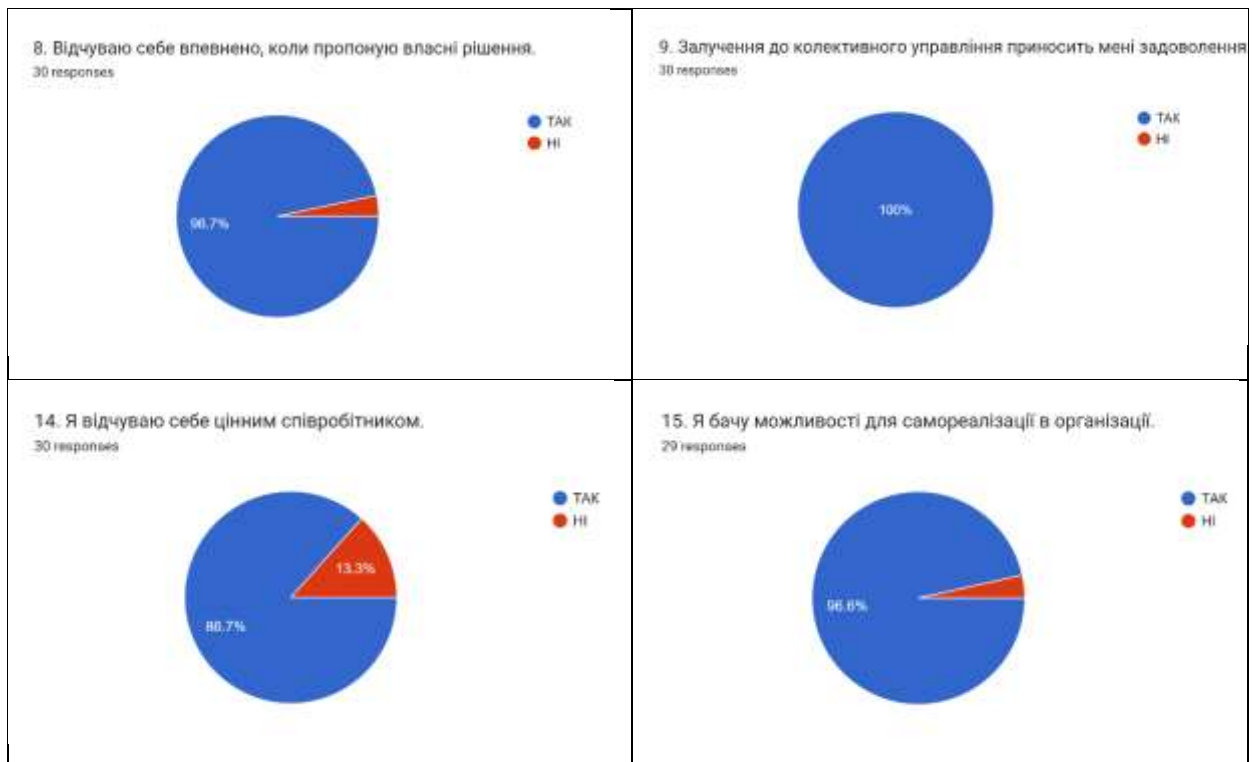 8. Відчуваю себе впевнено, коли пропоную власні рішення.
30 responses
ТАК
НІ
96.7%
9. Залучення до колективного управління приносить мені задоволення
30 responses
ТАК
НІ
100%
14. Я відчуваю себе цінним співробітником.
30 responses
ТАК
НІ
13.3%
86.7%
15. Я бачу можливості для самореалізації в організації.
29 responses
ТАК
НІ
96.6%